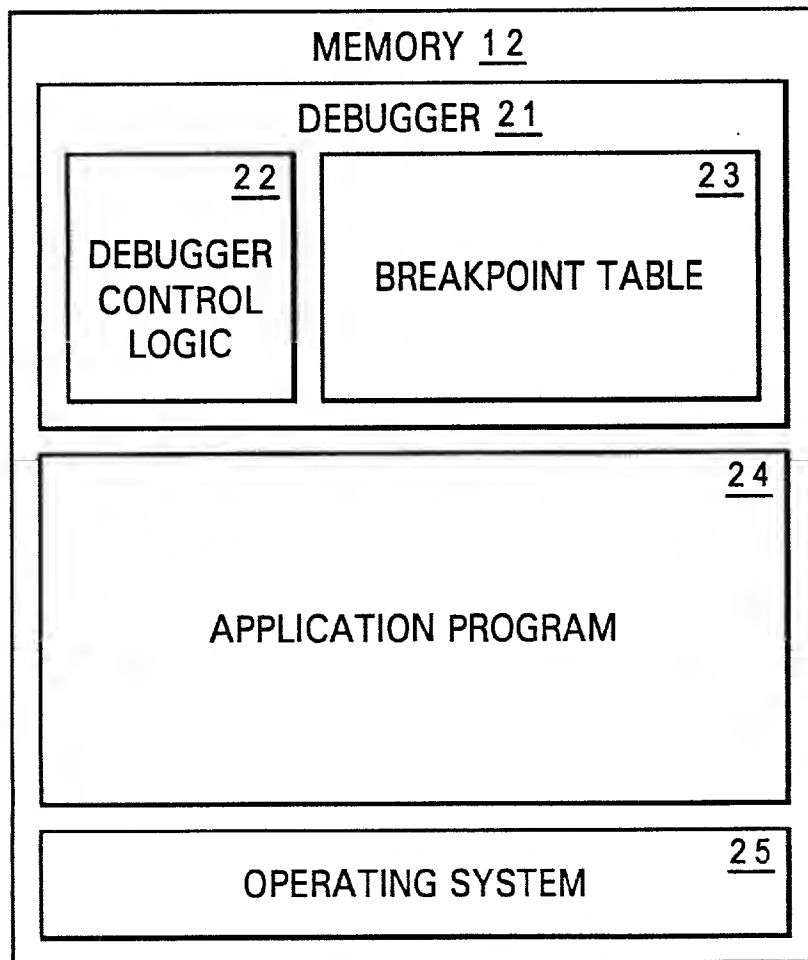 MEMORY 12
DEBUGGER 21
22
DEBUGGER
CONTROL
LOGIC
23
BREAKPOINT TABLE
24
APPLICATION PROGRAM
25
OPERATING SYSTEM